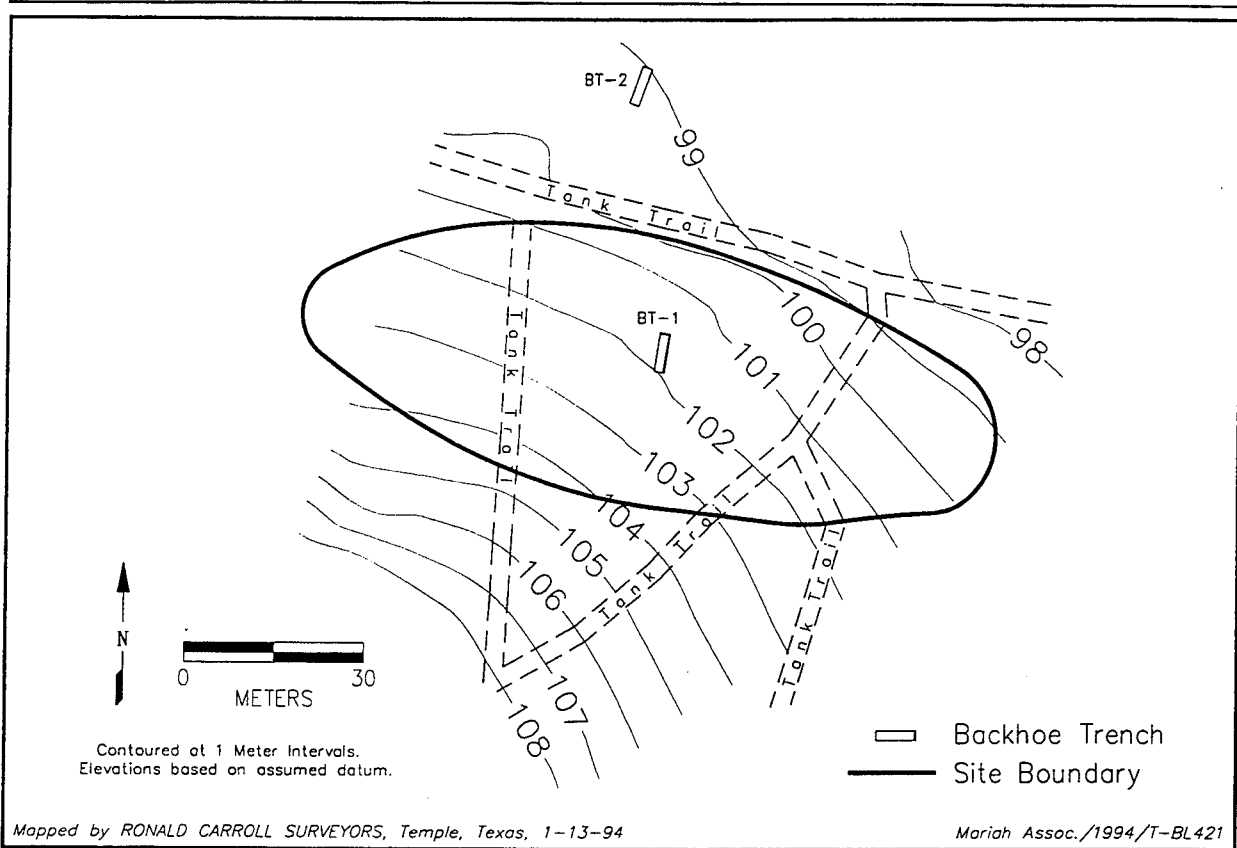 BT-2
99
Tank Trail
100
98
BT-1
Tank Trail
101
102
103
104
105
106
107
108
Tank Trail
Tank Trail
N
0 30
METERS
Contoured at 1 Meter Intervals.
Elevations based on assumed datum.
Backhoe Trench
Site Boundary
Mapped by RONALD CARROLL SURVEYORS, Temple, Texas, 1-13-94
Mariah Assoc./1994/T-BL421